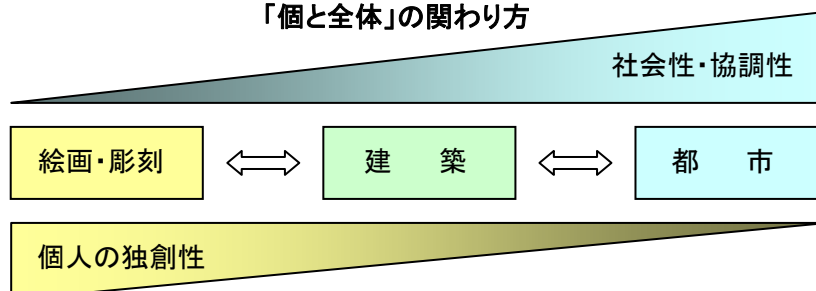 「個と全体」の関わり方
社会性・協調性
絵画・彫刻
建 築
都 市
個人の独創性